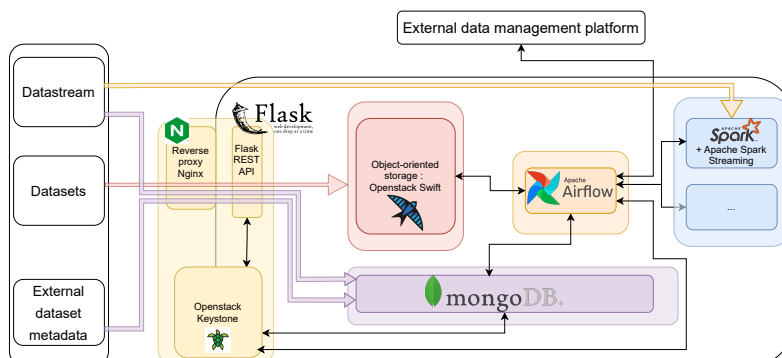 External data management platform
Datastream
Datasets
External
dataset
metadata
Reverse
proxy
Nginx
Flask
web development,
one drop at a time
Flask
REST
API
Openstack
Keystone
Object-oriented
storage :
Openstack Swift
Apache
Airflow
mongoDB.
APACHE
Spark
+ Apache Spark
Streaming
...